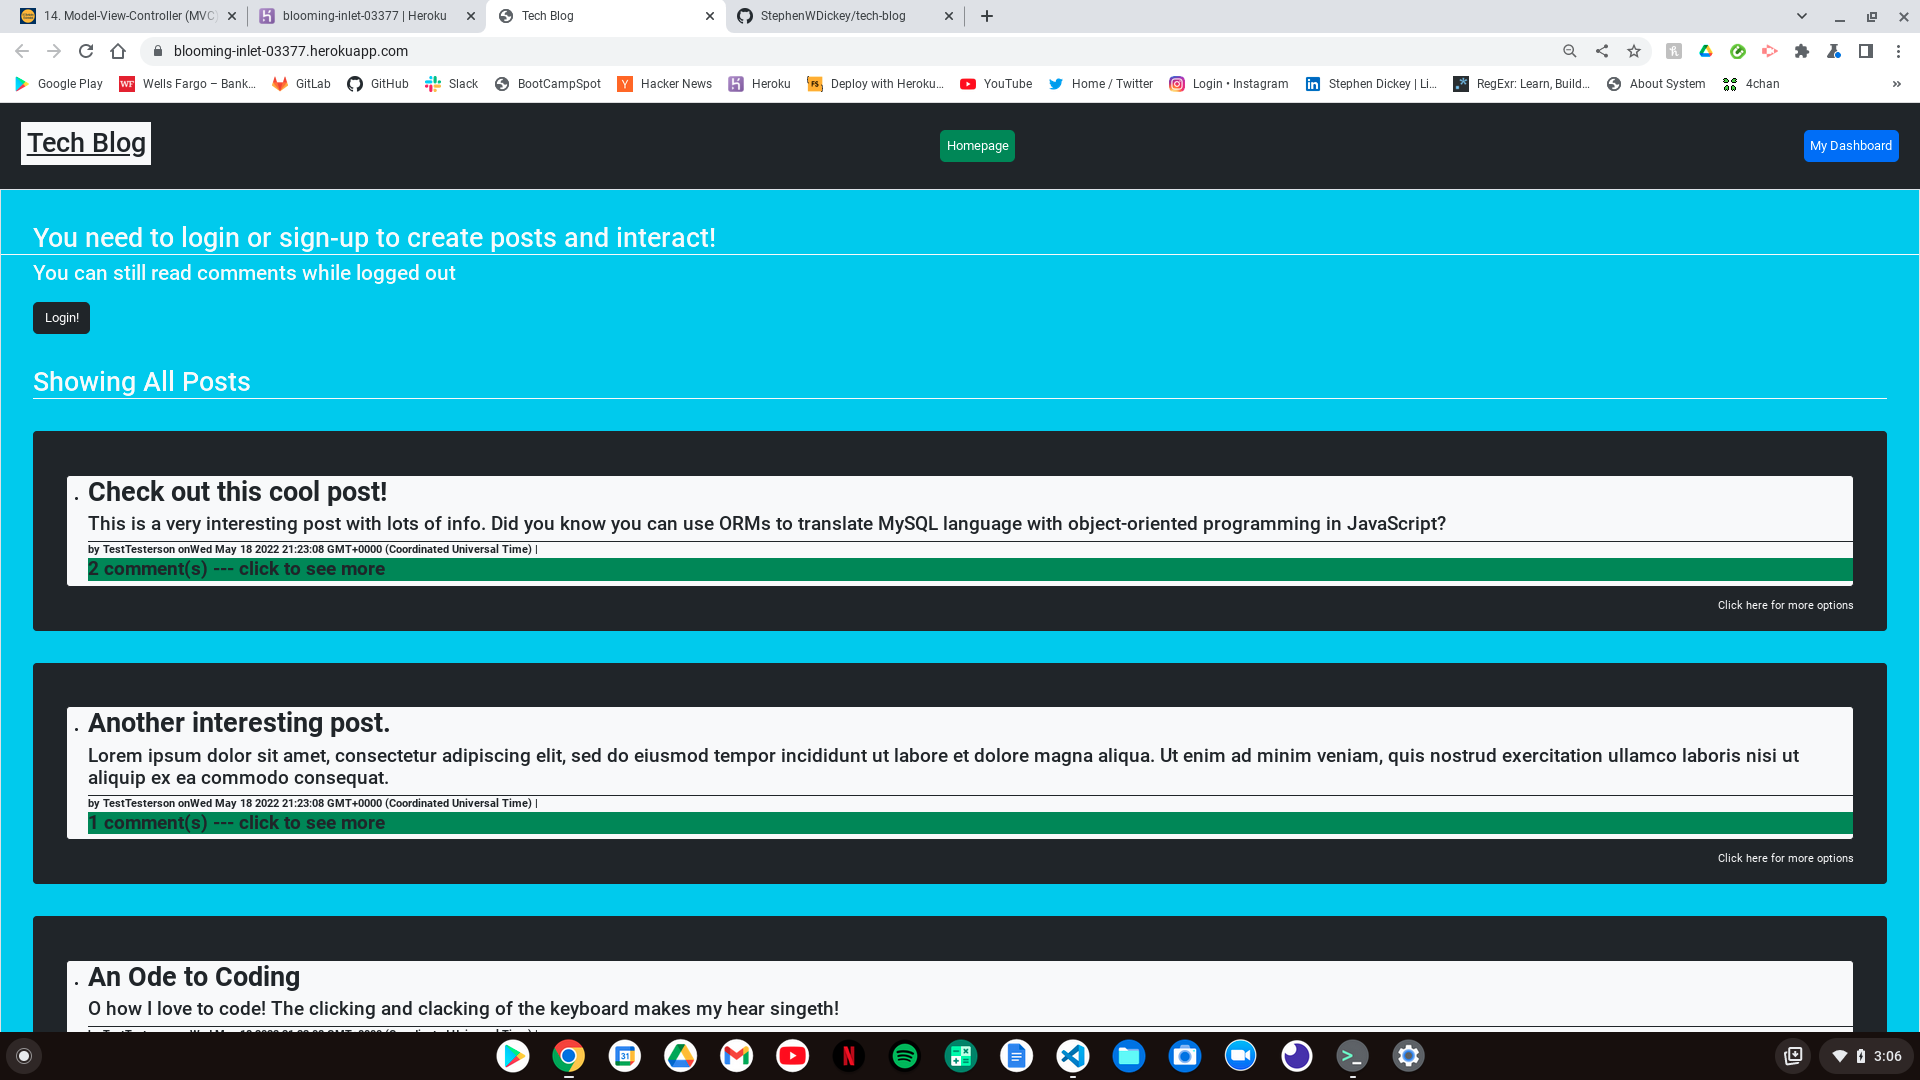 14. Model-View-Controller (MVC)
blooming-inlet-03377 | Heroku
Tech Blog
StephenWDickey/tech-blog
blooming-inlet-03377.herokuapp.com
Google Play
Wells Fargo – Bank...
GitLab
GitHub
Slack
BootCampSpot
Hacker News
Heroku
Deploy with Heroku...
YouTube
Home / Twitter
Login • Instagram
Stephen Dickey | Li...
RegExr: Learn, Build...
About System
4chan
»
Tech Blog
Homepage
My Dashboard
You need to login or sign-up to create posts and interact!
You can still read comments while logged out
Login!
Showing All Posts
Check out this cool post!
This is a very interesting post with lots of info. Did you know you can use ORMs to translate MySQL language with object-oriented programming in JavaScript?
by TestTesterson onWed May 18 2022 21:23:08 GMT+0000 (Coordinated Universal Time) |
2 comment(s) --- click to see more
Click here for more options
Another interesting post.
Lorem ipsum dolor sit amet, consectetur adipiscing elit, sed do eiusmod tempor incididunt ut labore et dolore magna aliqua. Ut enim ad minim veniam, quis nostrud exercitation ullamco laboris nisi ut
aliquip ex ea commodo consequat.
by TestTesterson onWed May 18 2022 21:23:08 GMT+0000 (Coordinated Universal Time) |
1 comment(s) --- click to see more
Click here for more options
An Ode to Coding
O how I love to code! The clicking and clacking of the keyboard makes my hear singeth!
3:06